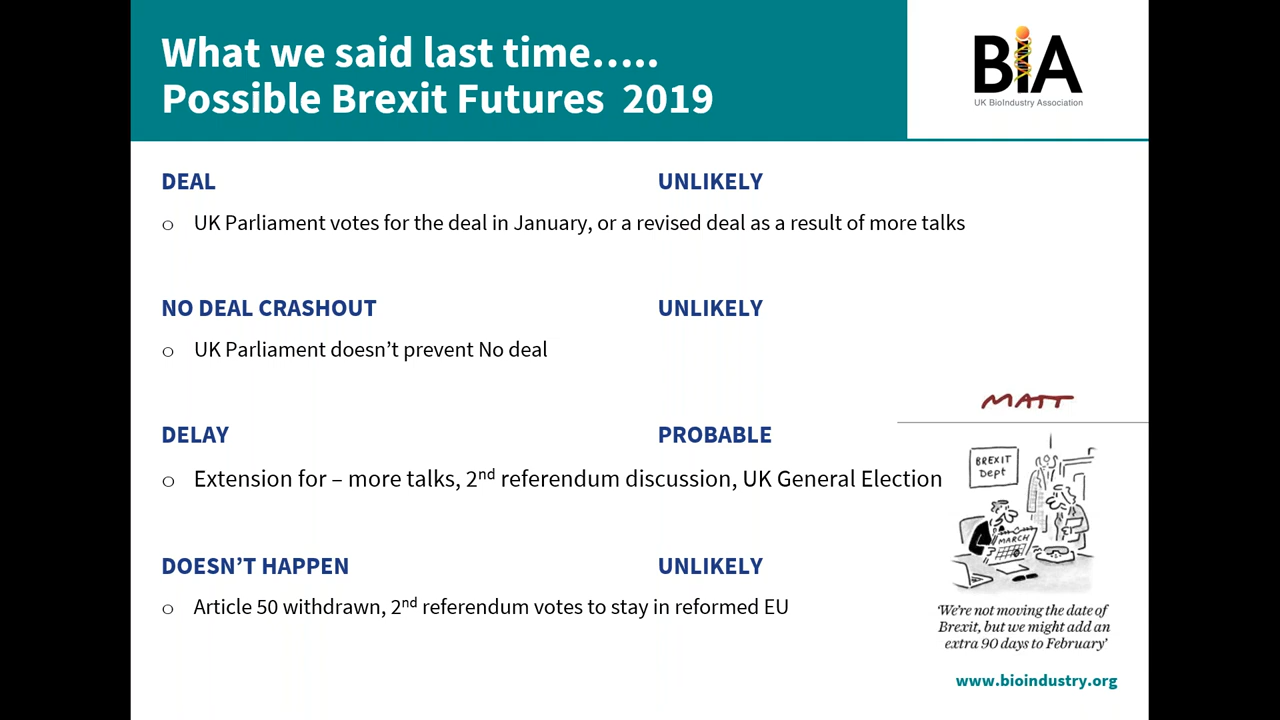 What we said last time…..
Possible Brexit Futures 2019
BiA
UK BioIndustry Association
DEAL UNLIKELY
o UK Parliament votes for the deal in January, or a revised deal as a result of more talks
NO DEAL CRASHOUT UNLIKELY
o UK Parliament doesn’t prevent No deal
DELAY PROBABLE
o Extension for – more talks, 2nd referendum discussion, UK General Election
DOESN’T HAPPEN UNLIKELY
o Article 50 withdrawn, 2nd referendum votes to stay in reformed EU
MATT
BREXIT
Dept
MARCH
‘We’re not moving the date of
Brexit, but we might add an
extra 90 days to February’
www.bioindustry.org